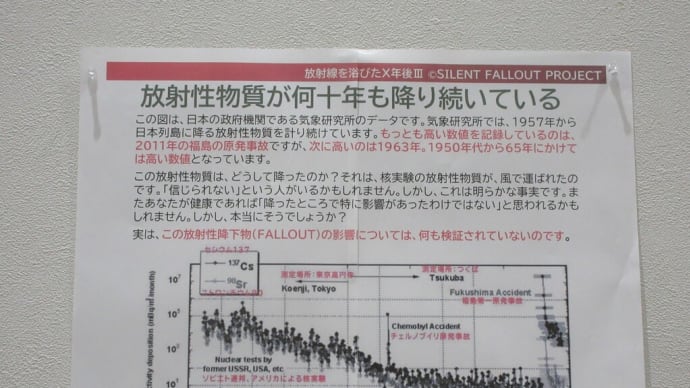 放射線を浴びたX年後Ⅲ ©SILENT FALLOUT PROJECT
放射性物質が何十年も降り続いている
この図は、日本の政府機関である気象研究所のデータです。気象研究所では、1957年から
日本列島に降る放射性物質を計り続けています。もっとも高い数値を記録しているのは、
2011年の福島の原発事故ですが、次に高いのは1963年。1950年代から65年にかけて
は高い数値となっています。
この放射性物質は、どうして降ったのか?それは、核実験の放射性物質が、風で運ばれたの
です。「信じられない」という人がいるかもしれません。しかし、これは明らかな事実です。ま
たあなたが健康であれば「降ったところで特に影響があったわけではない」と思われるかも
しれません。しかし、本当にそうでしょうか?
実は、この放射性降下物(FALLOUT)の影響については、何も検証されていないのです。
セシウム137
137Cs
90Sr
ストロンチウム90
測定場所:東京高円寺
Koenji, Tokyo
測定場所:つくば
Tsukuba
Fukushima Accident
福島第一原発事故
Chernobyl Accident
チェルノブイリ原発事故
Nuclear tests by
former USSR, USA, etc
ソビエト連邦、アメリカによる核実験
10⁷
10⁵
10³
10¹